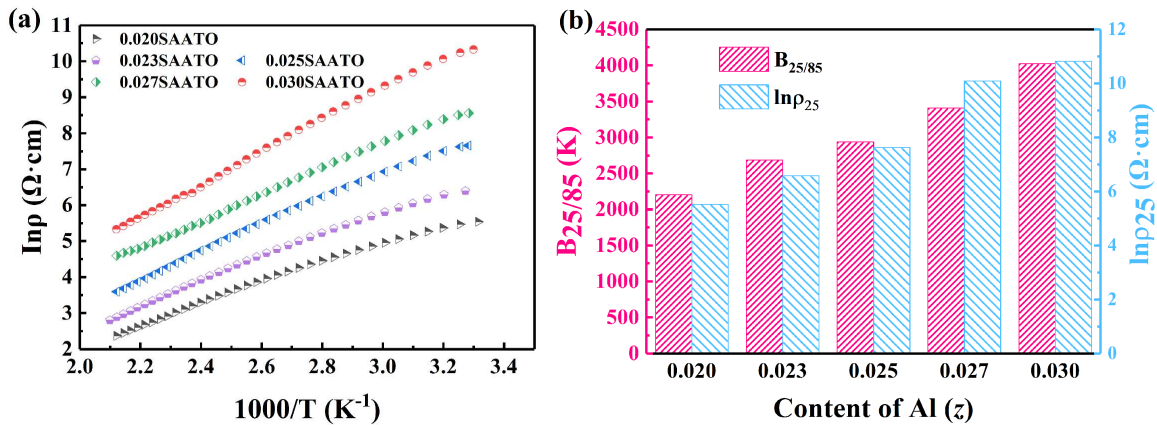 (a)
lnρ (Ω·cm)
11
10
9
8
7
6
5
4
3
2
0.020SAATO
0.023SAATO 0.025SAATO
0.027SAATO 0.030SAATO
2.0 2.2 2.4 2.6 2.8 3.0 3.2 3.4
1000/T (K⁻¹)
(b)
B25/85 (K)
4500
4000
3500
3000
2500
2000
1500
1000
500
0
B₂₅/₈₅
lnρ₂₅
12
10
8
6
4
2
0
lnρ25 (Ω·cm)
0.020 0.023 0.025 0.027 0.030
Content of Al (z)